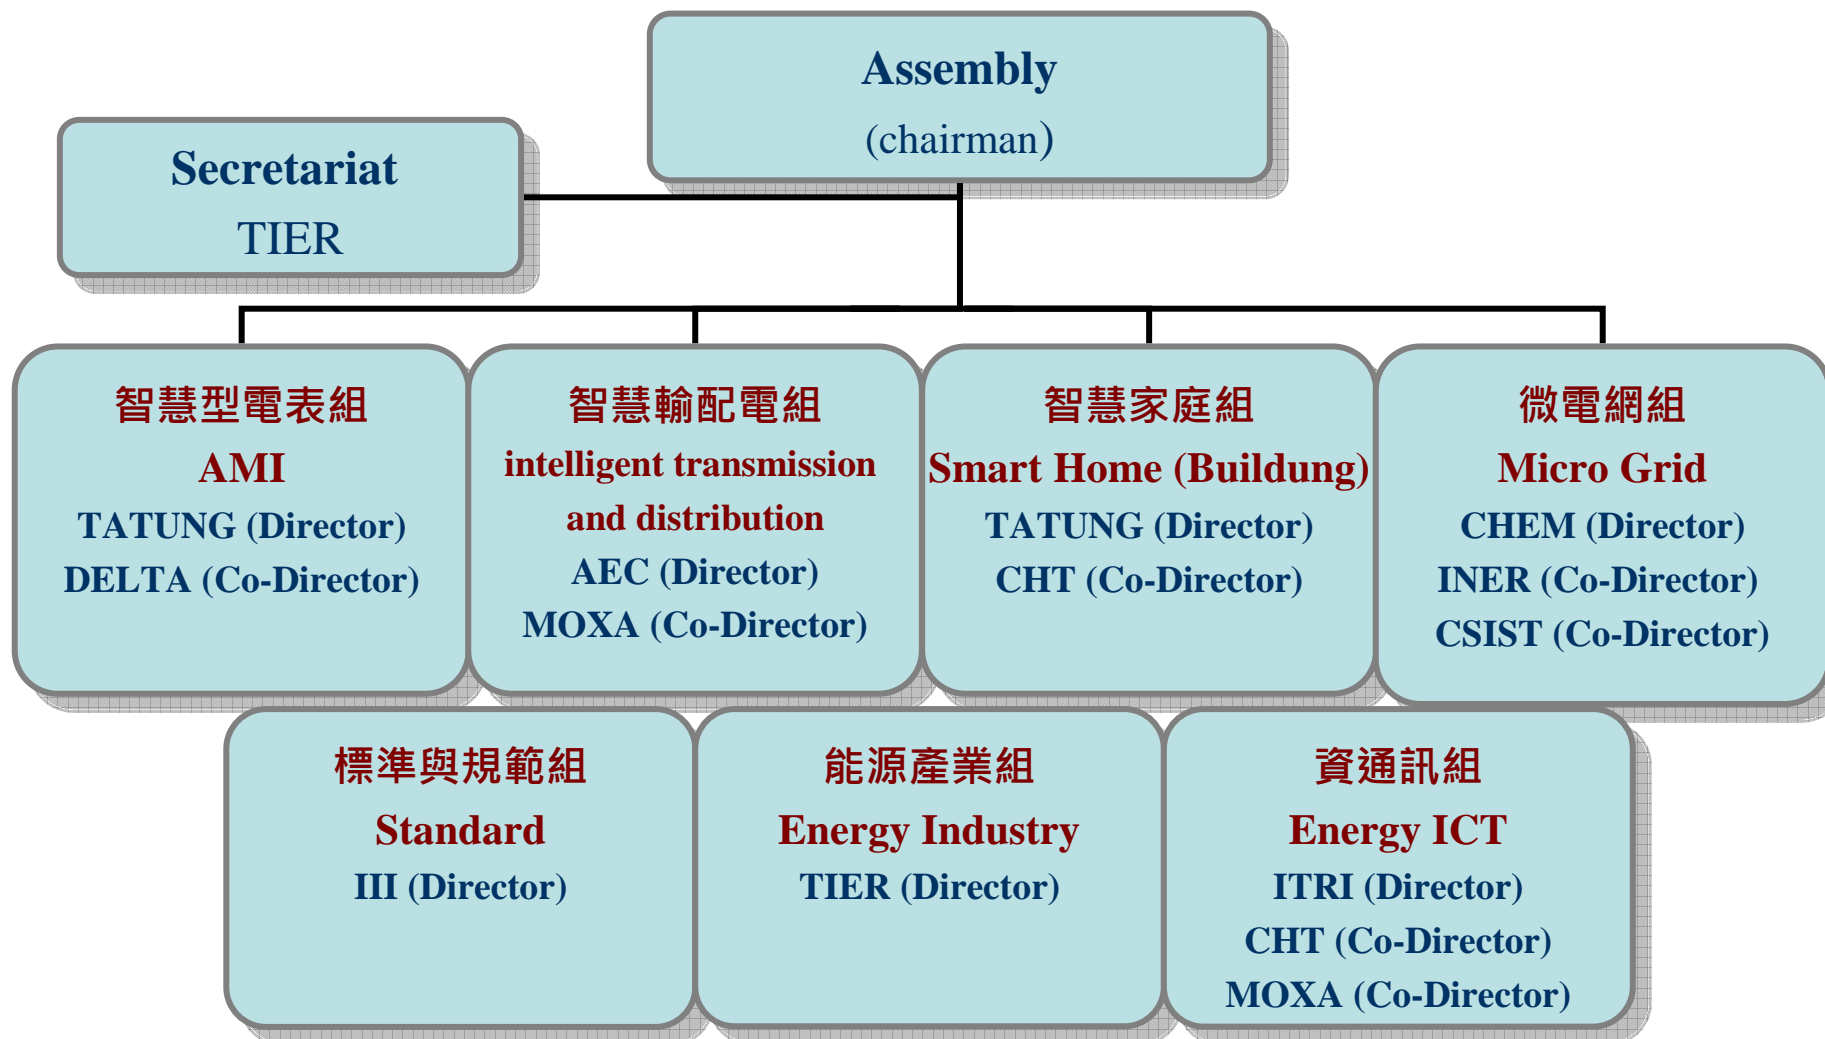 Assembly
(chairman)
Secretariat
TIER
智慧型電表組
AMI
TATUNG (Director)
DELTA (Co-Director)
智慧輸配電組
intelligent transmission
and distribution
AEC (Director)
MOXA (Co-Director)
智慧家庭組
Smart Home (Buildung)
TATUNG (Director)
CHT (Co-Director)
微電網組
Micro Grid
CHEM (Director)
INER (Co-Director)
CSIST (Co-Director)
標準與規範組
Standard
III (Director)
能源產業組
Energy Industry
TIER (Director)
資通訊組
Energy ICT
ITRI (Director)
CHT (Co-Director)
MOXA (Co-Director)